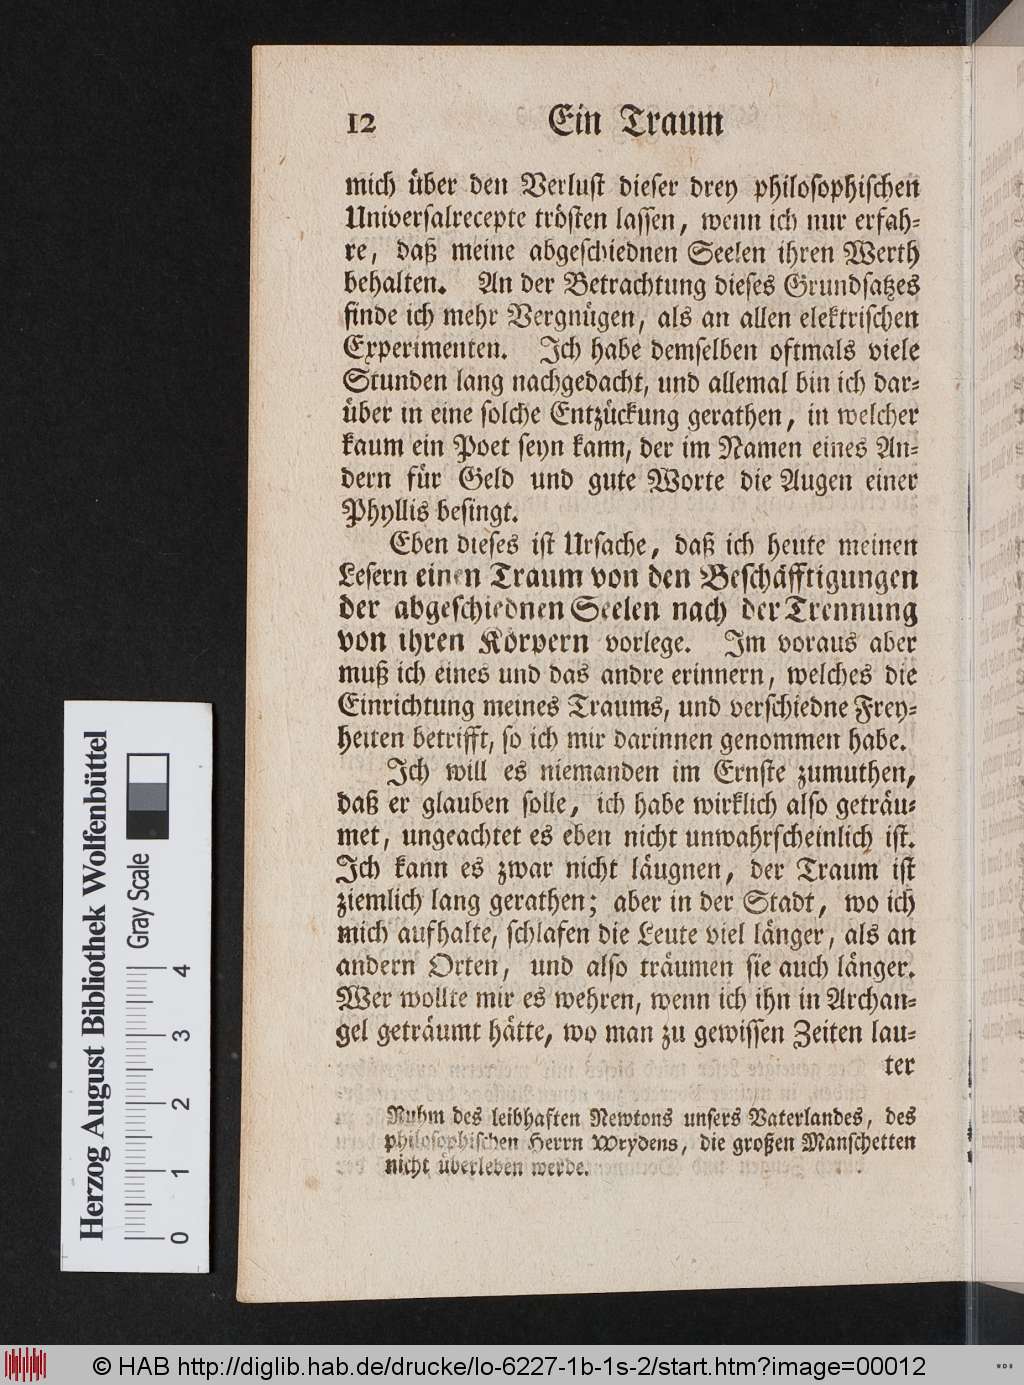 12 Ein Traum
mich über den Verlust dieser drey philosophischen
Universalrecepte trösten lassen, wenn ich nur erfah-
re, daß meine abgeschiednen Seelen ihren Werth
behalten. An der Betrachtung dieses Grundsatzes
finde ich mehr Vergnügen, als an allen elektrischen
Experimenten. Ich habe demselben oftmals viele
Stunden lang nachgedacht, und allemal bin ich dar-
über in eine solche Entzückung gerathen, in welcher
kaum ein Poet seyn kann, der im Namen eines An-
dern für Geld und gute Worte die Augen einer
Phyllis besingt.
Eben dieses ist Ursache, daß ich heute meinen
Lesern einen Traum von den Beschäfftigungen
der abgeschiednen Seelen nach der Trennung
von ihren Körpern vorlege. Im voraus aber
muß ich eines und das andre erinnern, welches die
Einrichtung meines Traums, und verschiedne Frey-
heiten betrifft, so ich mir darinnen genommen habe.
Ich will es niemanden im Ernste zumuthen,
daß er glauben solle, ich habe wirklich also geträu-
met, ungeachtet es eben nicht unwahrscheinlich ist.
Ich kann es zwar nicht läugnen, der Traum ist
ziemlich lang gerathen; aber in der Stadt, wo ich
mich aufhalte, schlafen die Leute viel länger, als an
andern Orten, und also träumen sie auch länger.
Wer wollte mir es wehren, wenn ich ihn in Archan-
gel geträumt hätte, wo man zu gewissen Zeiten lau-
ter
Ruhm des leibhaften Newtons unsers Vaterlandes, des
philosophischen Herrn Wrydens, die großen Manschetten
nicht überleben werde.
Herzog August Bibliothek Wolfenbüttel
Gray Scale
0 1 2 3 4
© HAB http://diglib.hab.de/drucke/lo-6227-1b-1s-2/start.htm?image=00012